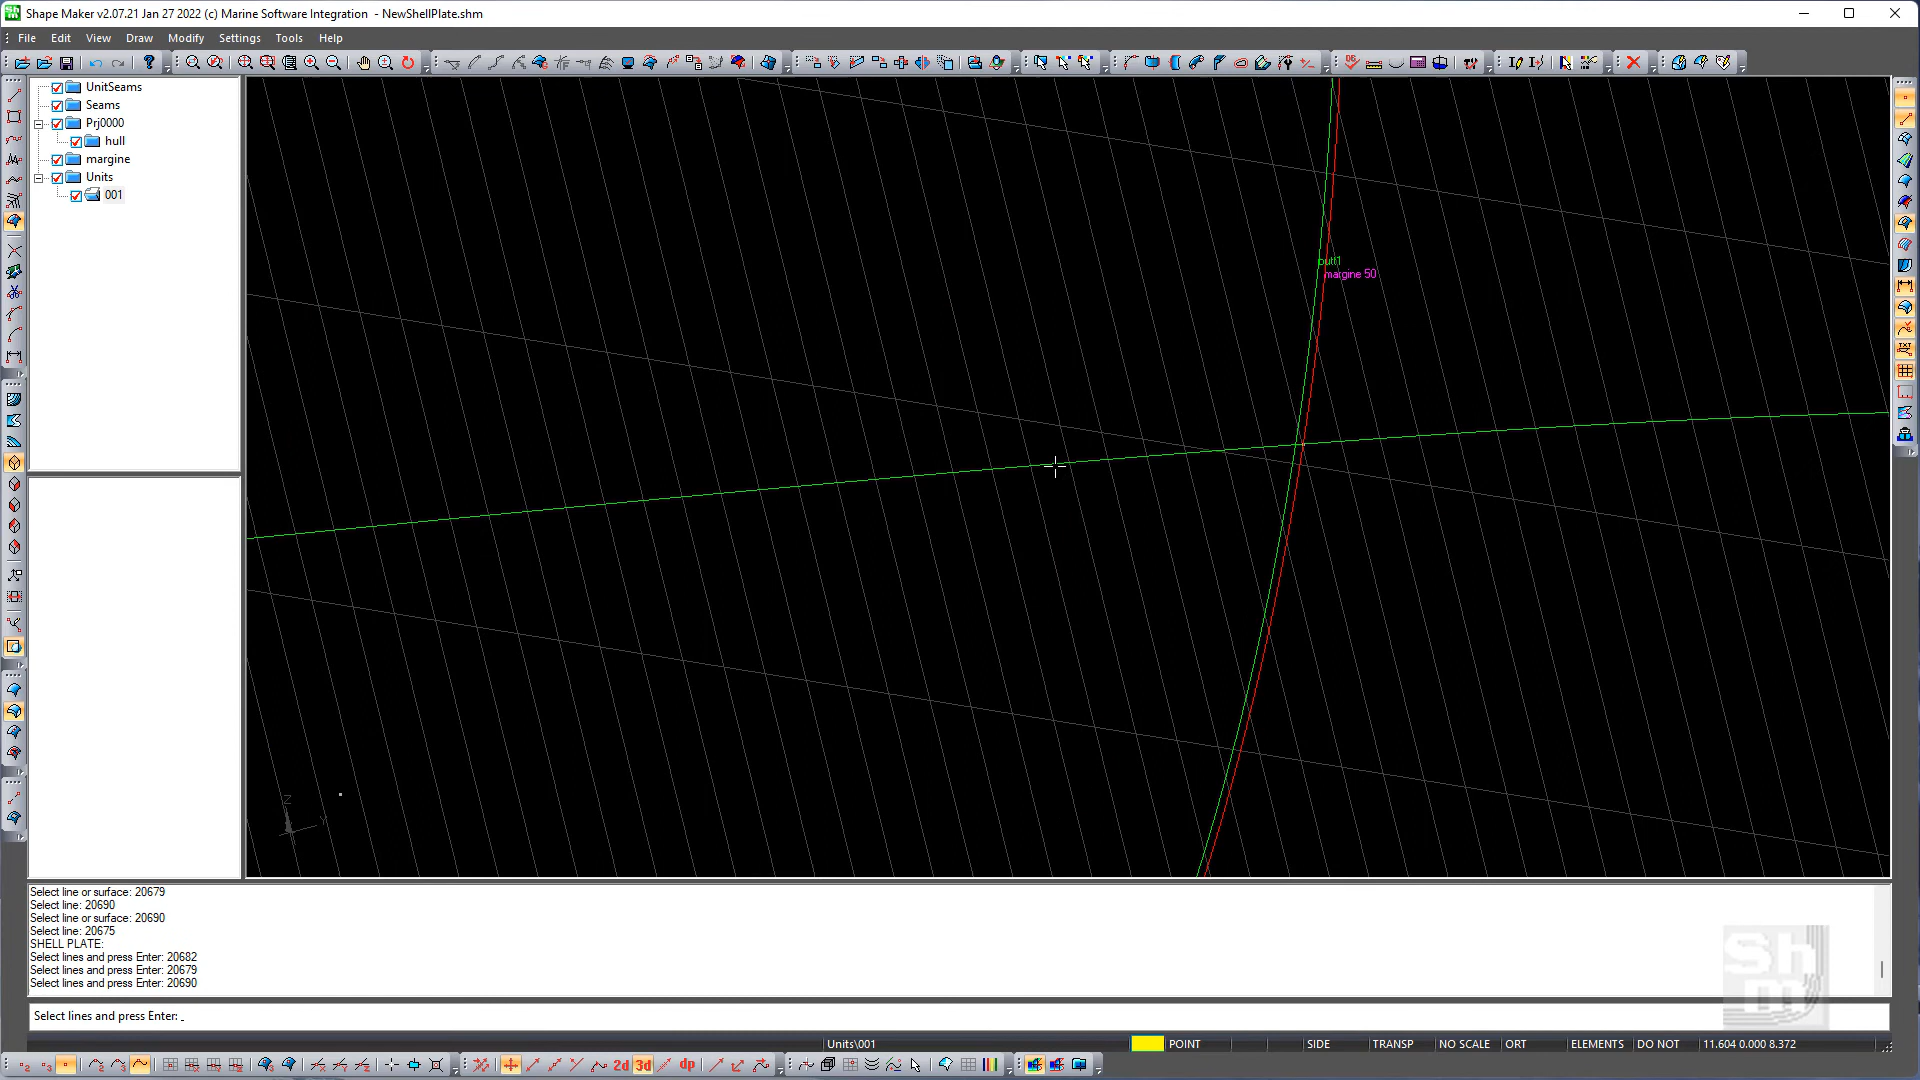 Shape Maker v2.07.21 Jan 27 2022 (c) Marine Software Integration - NewShellPlate.shm
File Edit View Draw Modify Settings Tools Help
UnitSeams
Seams
Prj0000
hull
margine
Units
001
margine 50
Z
Y
Select line or surface: 20679
Select line: 20690
Select line or surface: 20690
Select line: 20675
SHELL PLATE:
Select lines and press Enter: 20682
Select lines and press Enter: 20679
Select lines and press Enter: 20690
Select lines and press Enter: _
Sh
m
Units\001 POINT SIDE TRANSP NO SCALE ORT ELEMENTS DO NOT 11.604 0.000 8.372
2d 3d dp